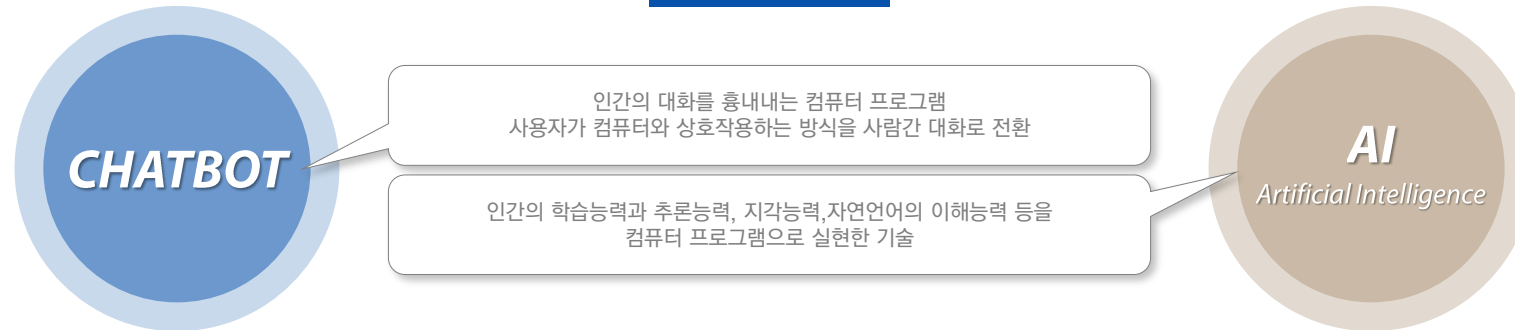 CHATBOT
인간의 대화를 흉내내는 컴퓨터 프로그램
사용자가 컴퓨터와 상호작용하는 방식을 사람간 대화로 전환
인간의 학습능력과 추론능력, 지각능력,자연언어의 이해능력 등을
컴퓨터 프로그램으로 실현한 기술
AI
Artificial Intelligence